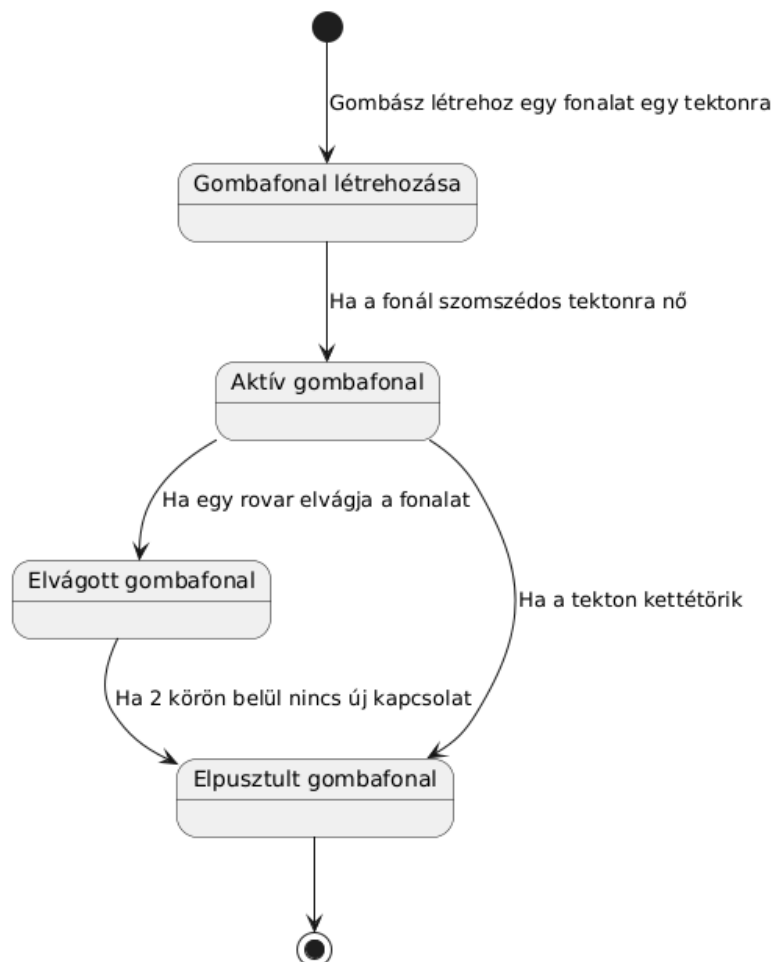 Gombász létrehoz egy fonalat egy tektonra
Gombafonal létrehozása
Ha a fonál szomszédos tektonra nő
Aktív gombafonal
Ha egy rovar elvágja a fonalat
Elvágott gombafonal
Ha a tekton kettétörik
Ha 2 körön belül nincs új kapcsolat
Elpusztult gombafonal